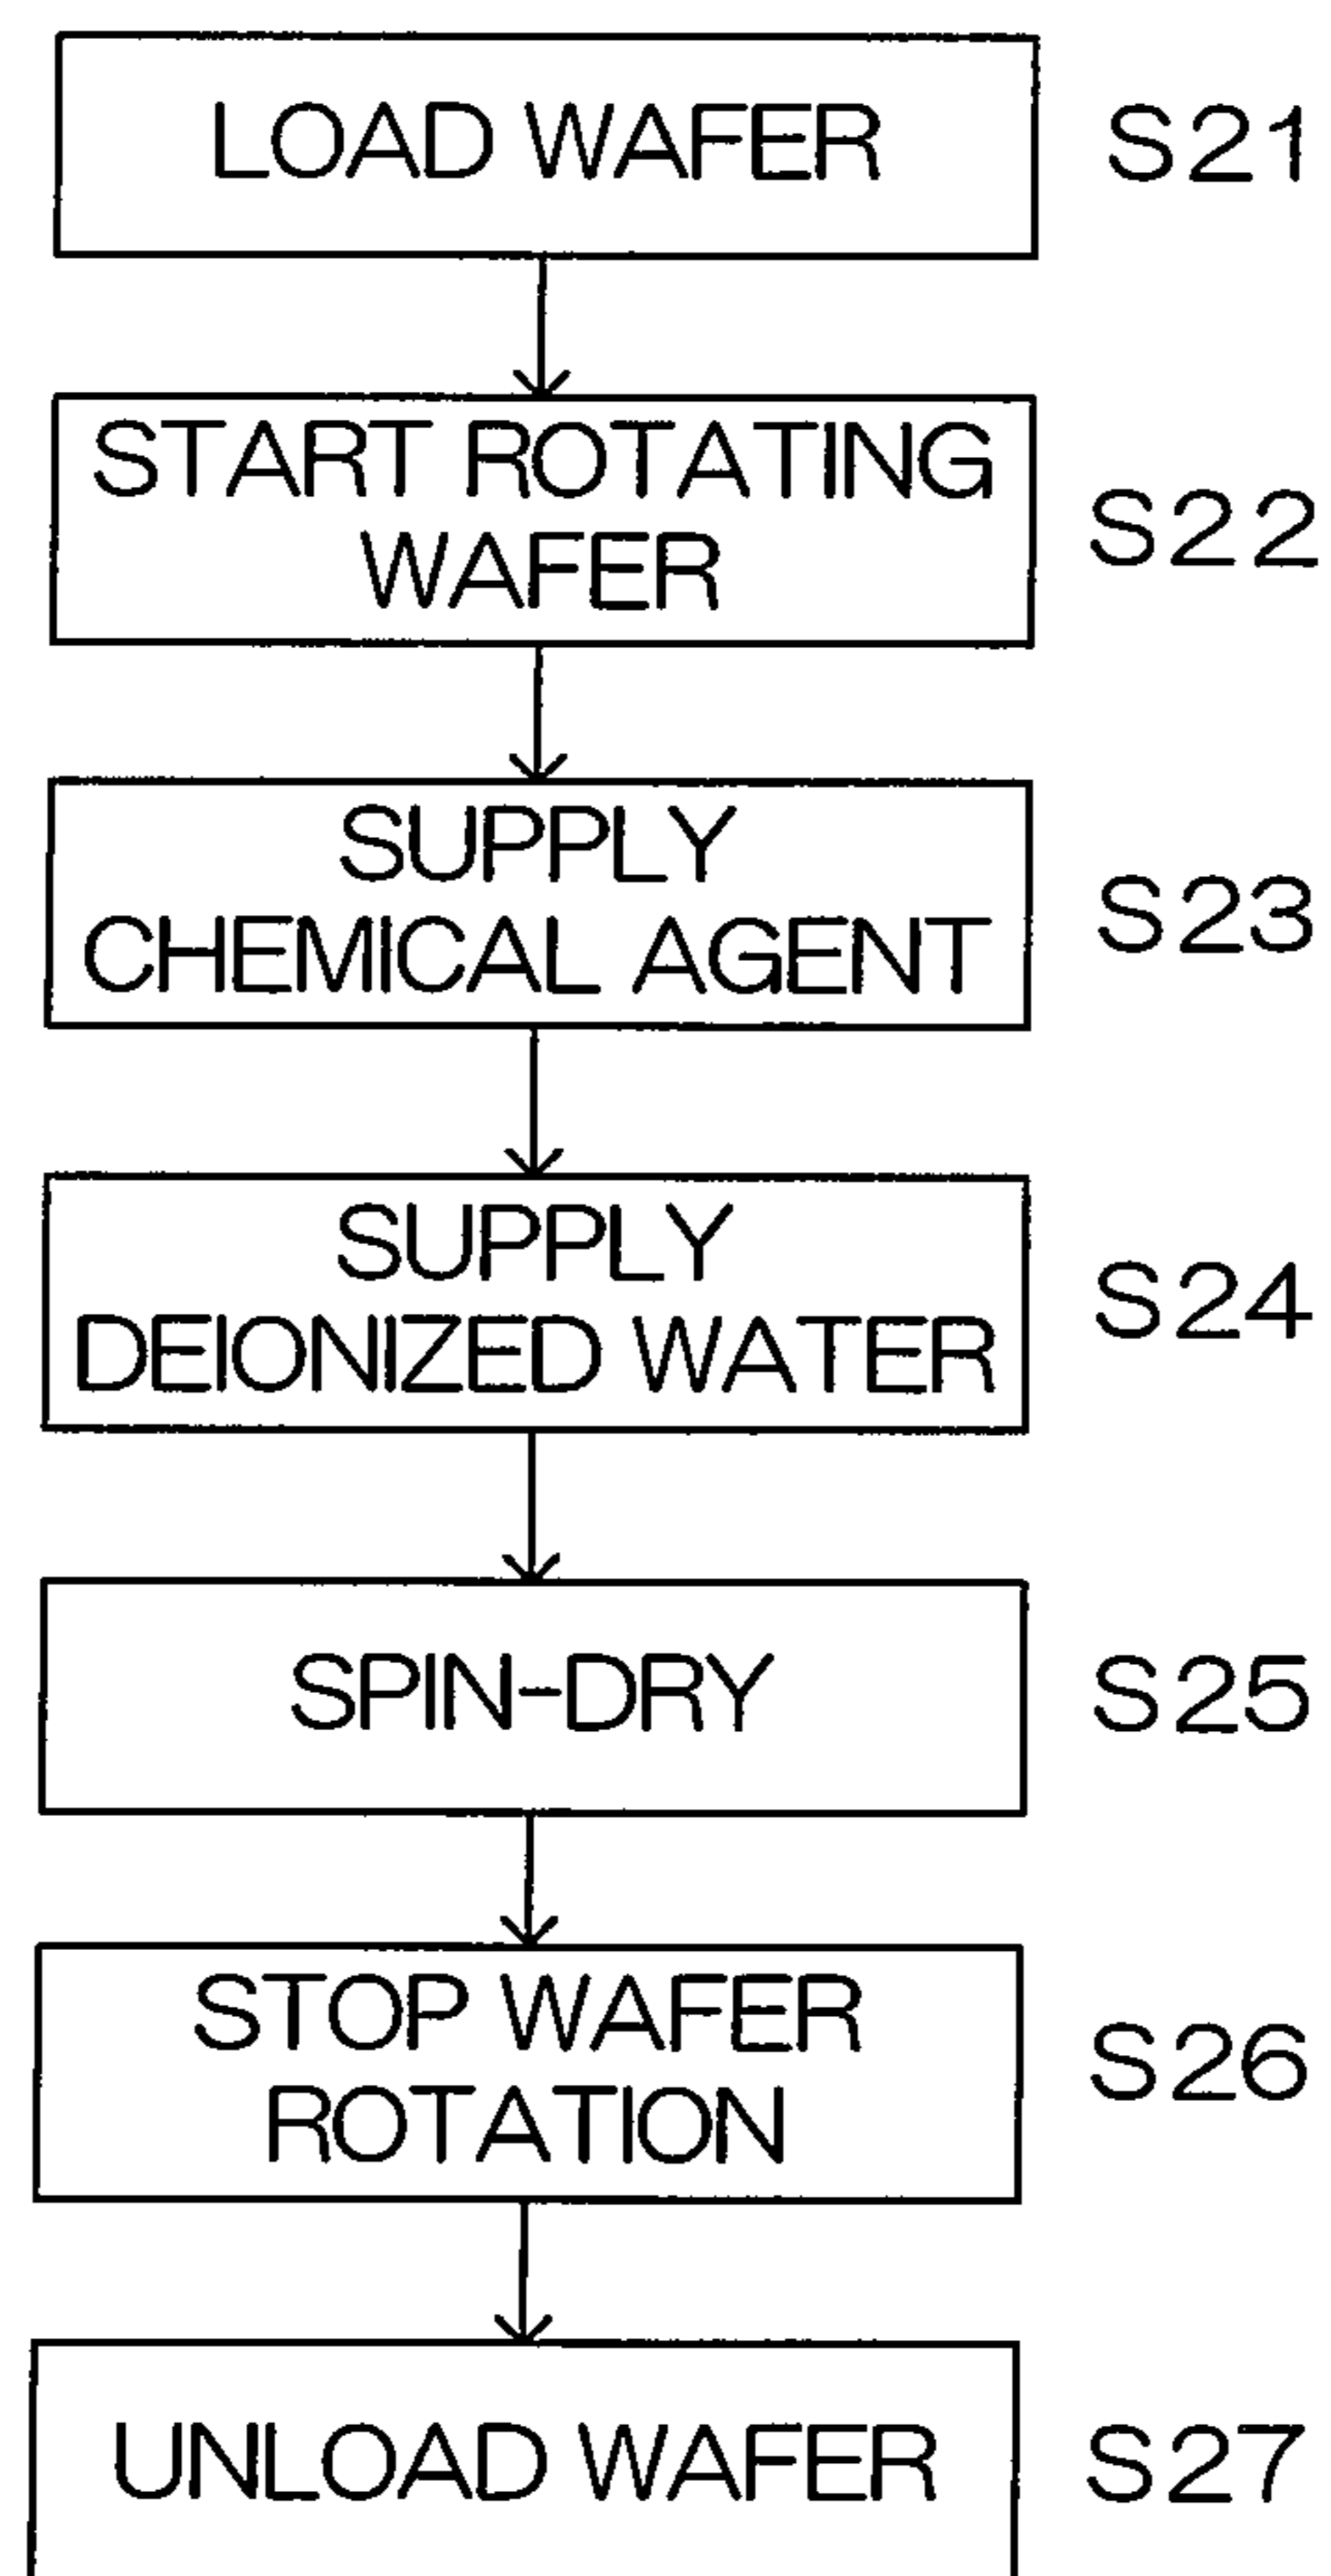 LOAD WAFER
S21
START ROTATING
WAFER
S22
SUPPLY
CHEMICAL AGENT
S23
SUPPLY
DEIONIZED WATER
S24
SPIN-DRY
S25
STOP WAFER
ROTATION
S26
UNLOAD WAFER
S27